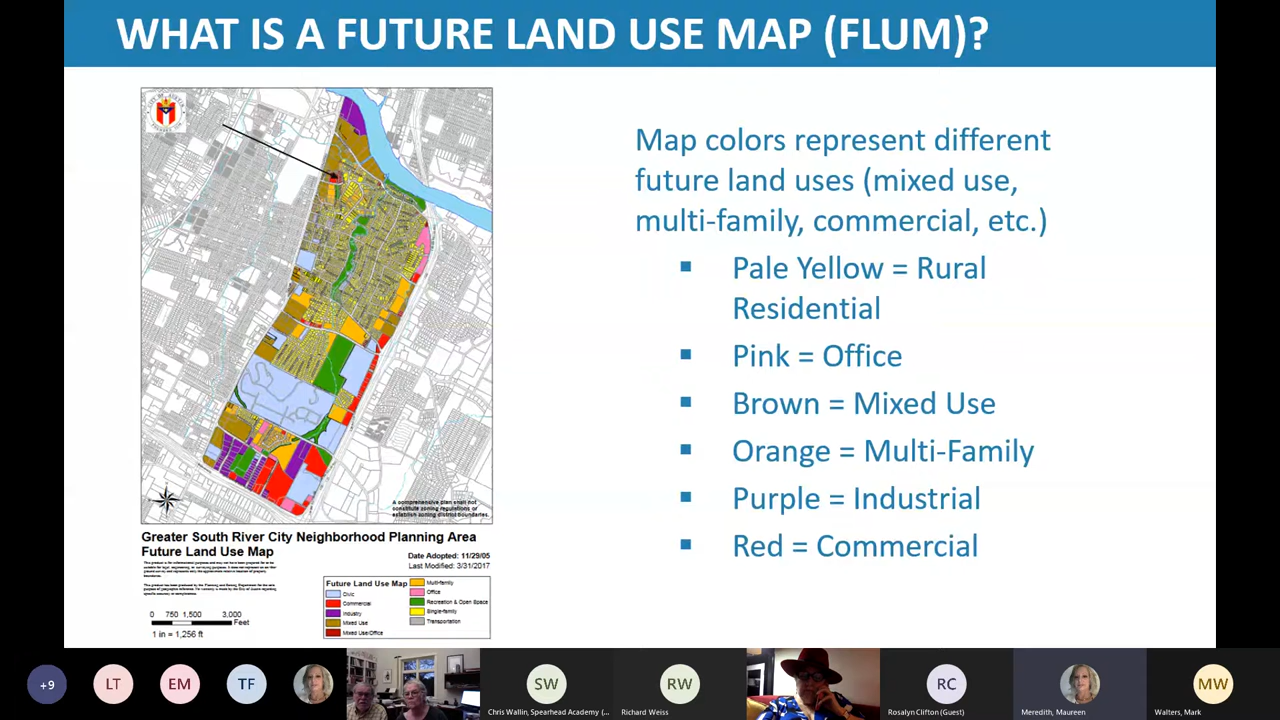 WHAT IS A FUTURE LAND USE MAP (FLUM)?
Map colors represent different
future land uses (mixed use,
multi-family, commercial, etc.)
Pale Yellow = Rural
Residential
Pink = Office
Brown = Mixed Use
Orange = Multi-Family
Purple = Industrial
Red = Commercial
A comprehensive plan shall not
constitute zoning regulations or
establish zoning district boundaries.
Greater South River City Neighborhood Planning Area
Future Land Use Map
Date Adopted: 11/29/05
Last Modified: 3/31/2017
0 750 1,500 3,000
Feet
1 in = 1,256 ft
Future Land Use Map
Civic
Commercial
Industry
Mixed Use
Mixed Use/Office
Multi-family
Office
Recreation & Open Space
Single-family
Transportation
+9
LT
EM
TF
SW
Chris Wallin, Spearhead Academy (...
RW
Richard Weiss
RC
Rosalyn Clifton (Guest)
Meredith, Maureen
MW
Walters, Mark